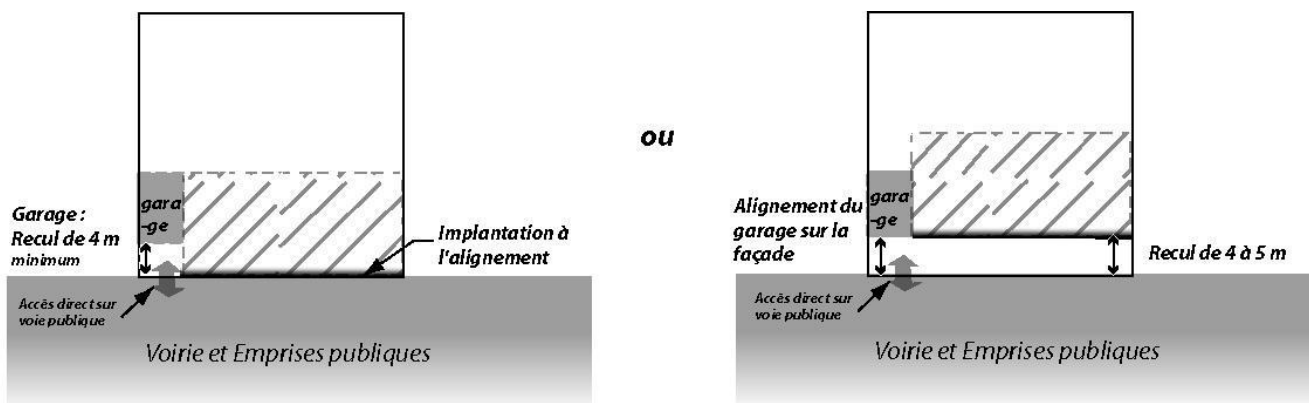 gara
-ge
Garage :
Recul de 4 m
minimum
Implantation à
l'alignement
Accès direct sur
voie publique
Voirie et Emprises publiques
ou
gara
-ge
Alignement du
garage sur la
façade
Recul de 4 à 5 m
Accès direct sur
voie publique
Voirie et Emprises publiques